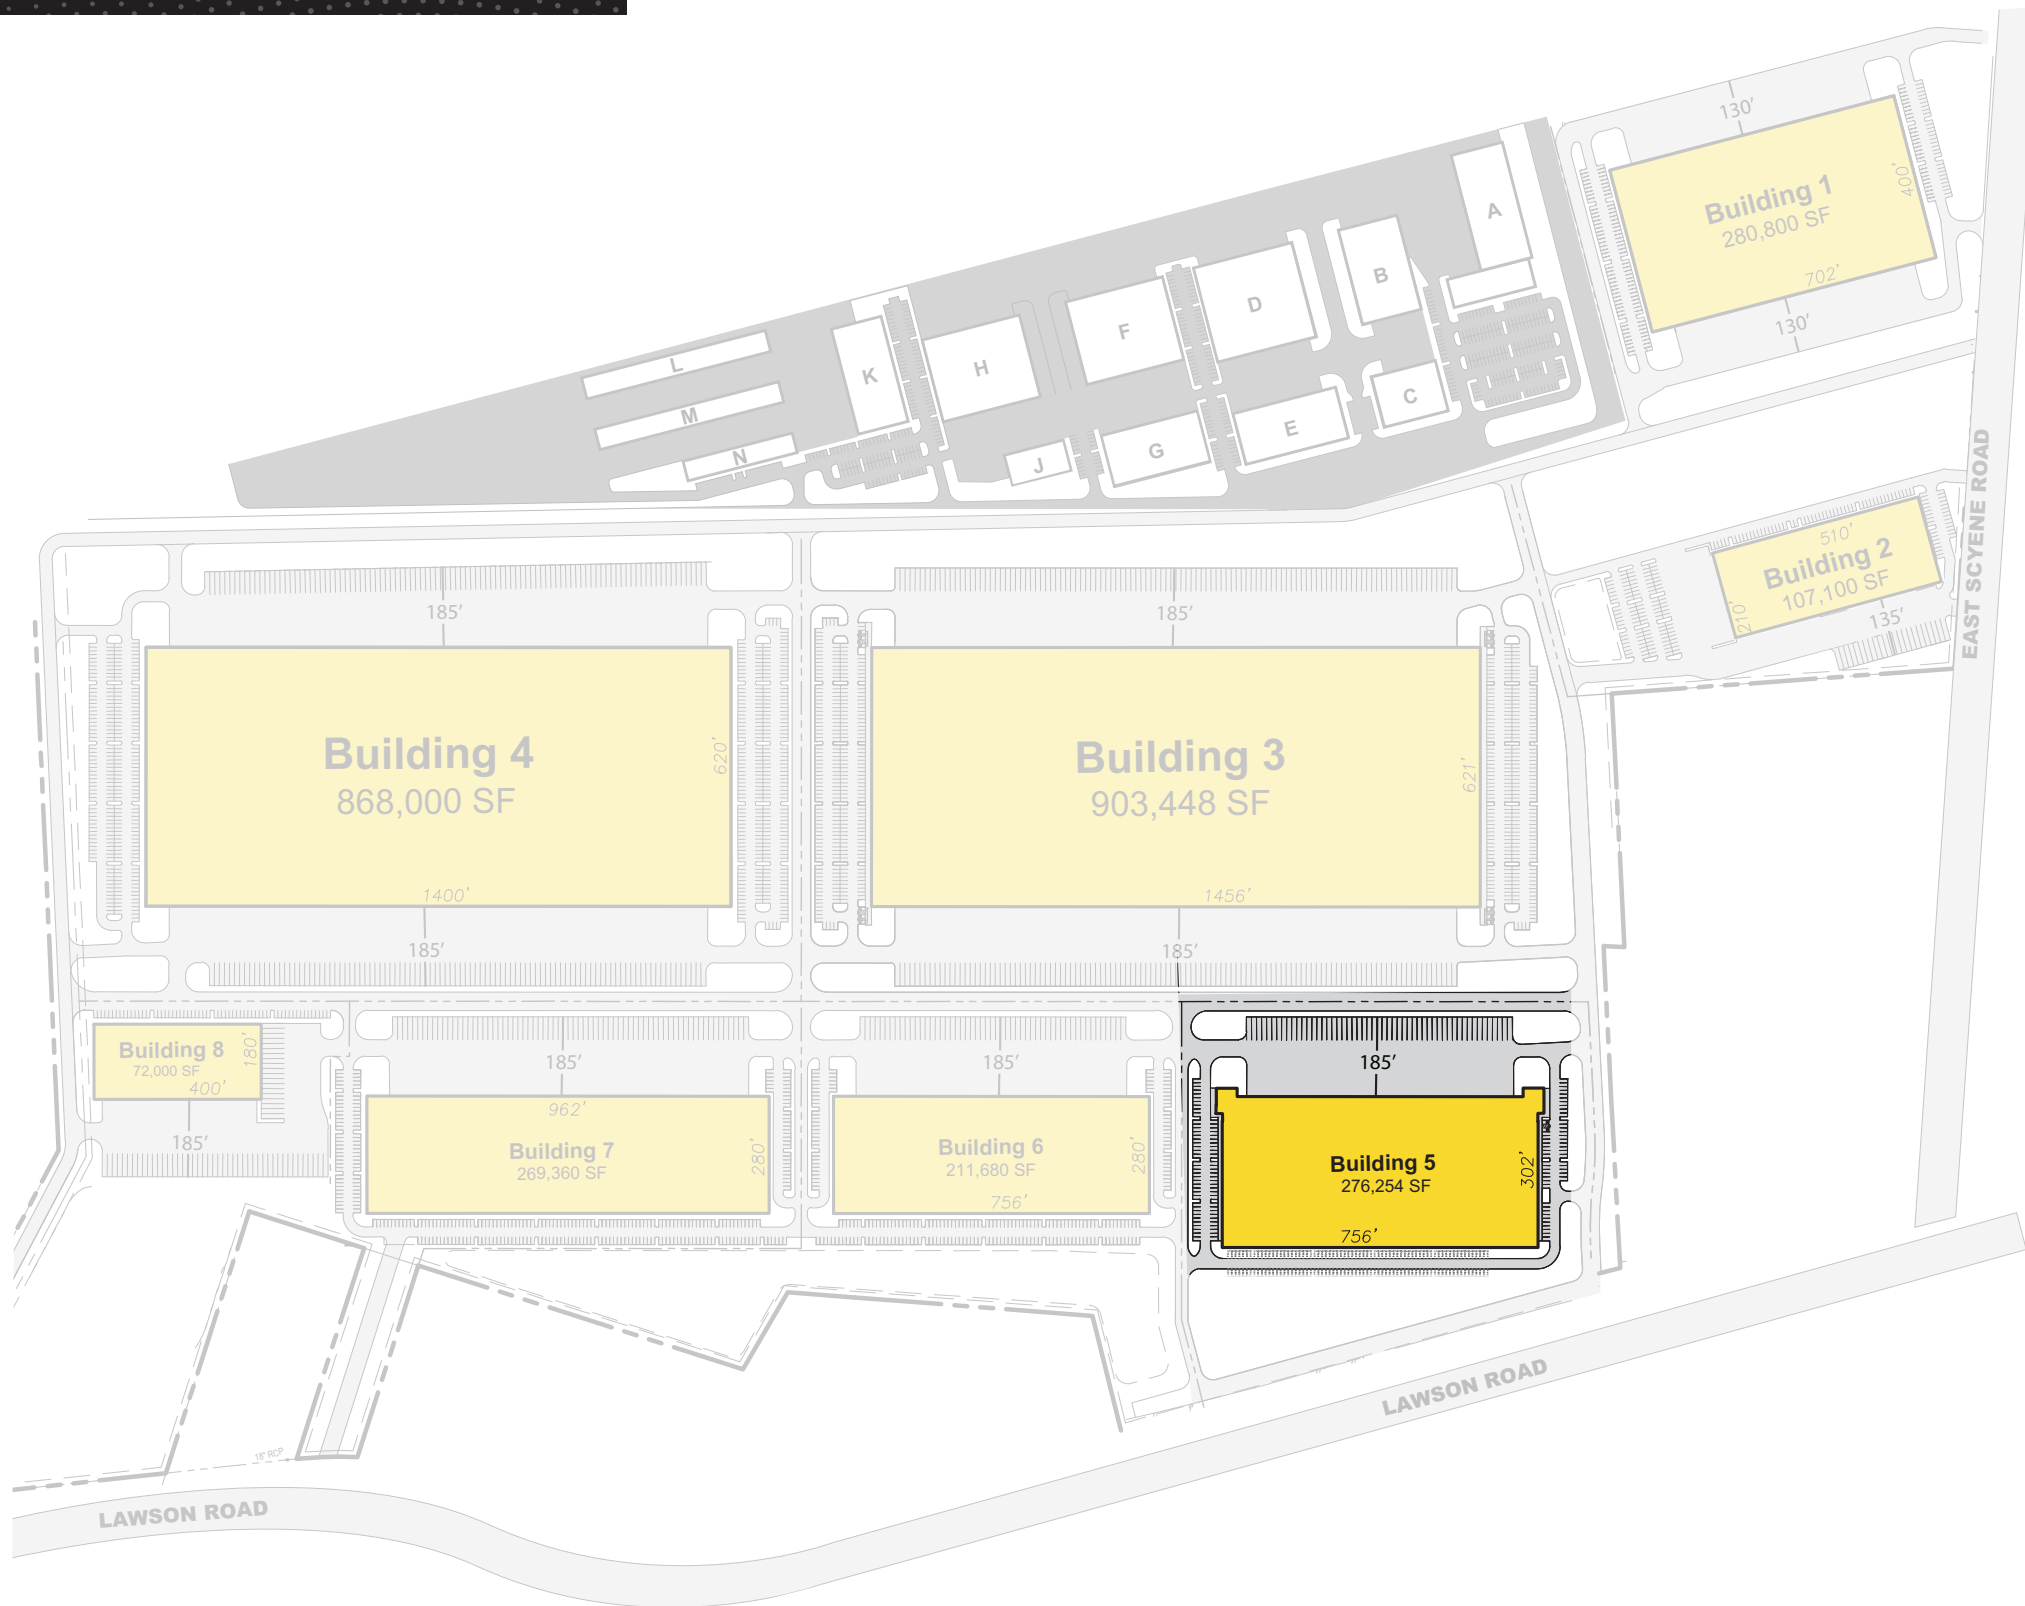 130'
Building 1
280,800 SF
400'
702'
130'
A
B
D
F
H
K
L
M
N
C
E
G
J
EAST SCYENE ROAD
510'
Building 2
107,100 SF
210'
135'
185'
185'
Building 4
868,000 SF
620'
1400'
185'
Building 3
903,448 SF
621'
1456'
185'
Building 8
72,000 SF
180'
400'
185'
185'
962'
Building 7
269,360 SF
280'
185'
Building 6
211,680 SF
280'
756'
185'
Building 5
276,254 SF
302'
756'
LAWSON ROAD
18" RCP
LAWSON ROAD